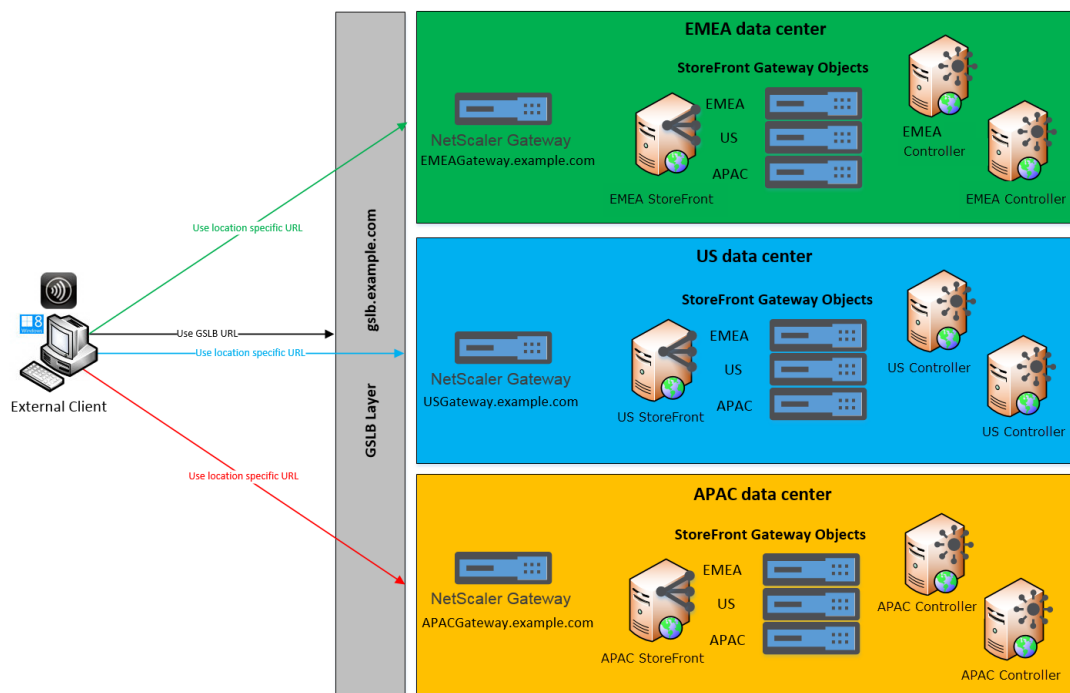 EMEA data center
StoreFront Gateway Objects
EMEA
US
APAC
NetScaler Gateway
EMEAGateway.example.com
EMEA StoreFront
EMEA
Controller
EMEA Controller
Use location specific URL
gslb.example.com
GSLB Layer
8
Windows
Use GSLB URL
Use location specific URL
External Client
Use location specific URL
US data center
StoreFront Gateway Objects
EMEA
US
APAC
NetScaler Gateway
USGateway.example.com
US StoreFront
US Controller
US Controller
APAC data center
StoreFront Gateway Objects
EMEA
US
APAC
NetScaler Gateway
APACGateway.example.com
APAC StoreFront
APAC Controller
APAC Controller